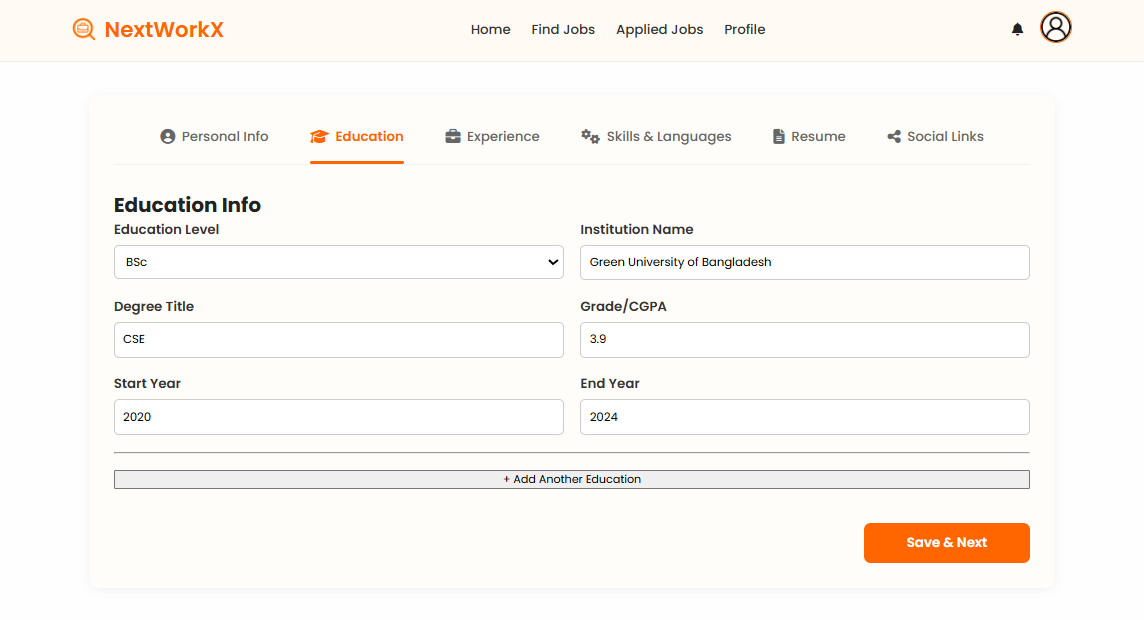 NextWorkX Home Find Jobs Applied Jobs Profile
Personal Info Education Experience Skills & Languages Resume Social Links
Education Info
Education Level Institution Name
BSc Green University of Bangladesh
Degree Title Grade/CGPA
CSE 3.9
Start Year End Year
2020 2024
+ Add Another Education
Save & Next